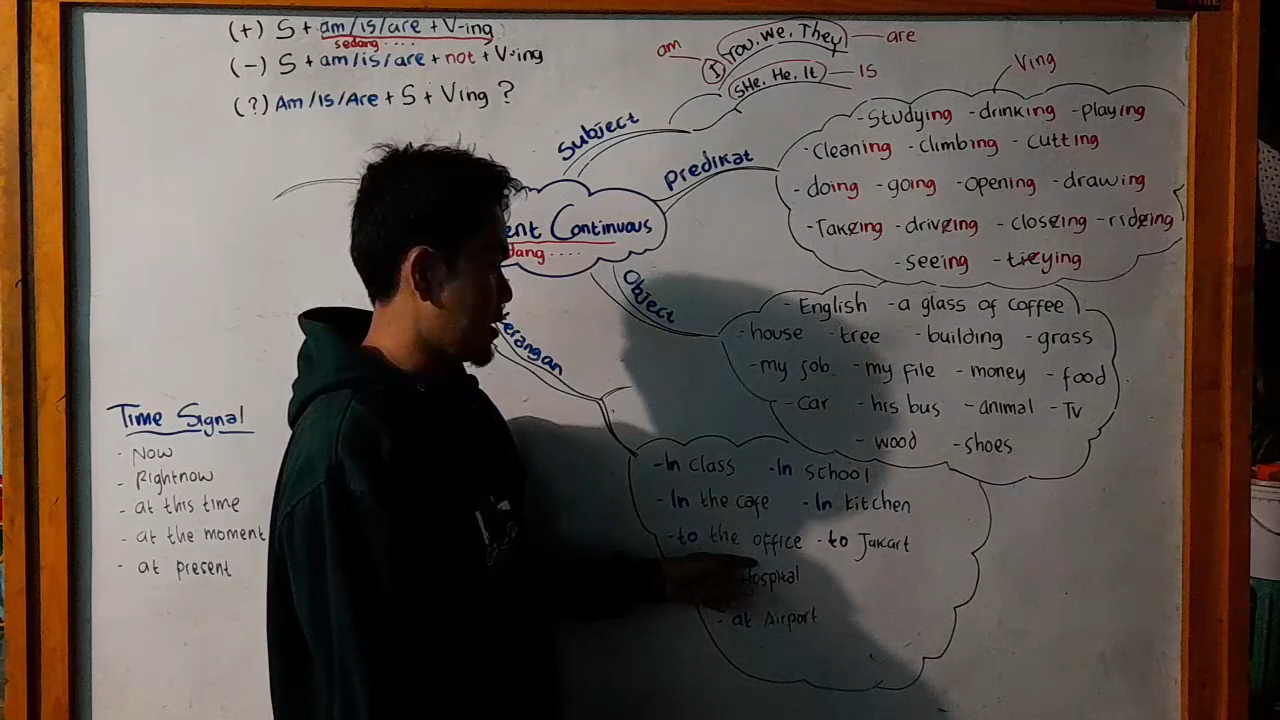 (+) S + am/is/are + V-ing
sedang ....
(-) S + am/is/are + not + V-ing
(?) Am/Is/Are + S + Ving ?
am
I
You, We, They
are
SHe, He, It
IS
Subject
predikat
Ving
- Studying - drinking - playing
- Cleaning - climbing - cutting
- doing - going - opening - drawing
- Takeing - driveing - closeing - rideing
- seeing - tieying
ent Continuous
dang ....
Object
- English - a glass of coffee
- house - tree - building - grass
- my job - my file - money - food
- car - his bus - animal - Tv
- wood - shoes
erangan
- In class - In school
- In the cafe - In kitchen
- to the office - to Jakart
Hospital
- at Airport
Time Signal
- Now
- Rightnow
- at this time
- at the moment
- at present